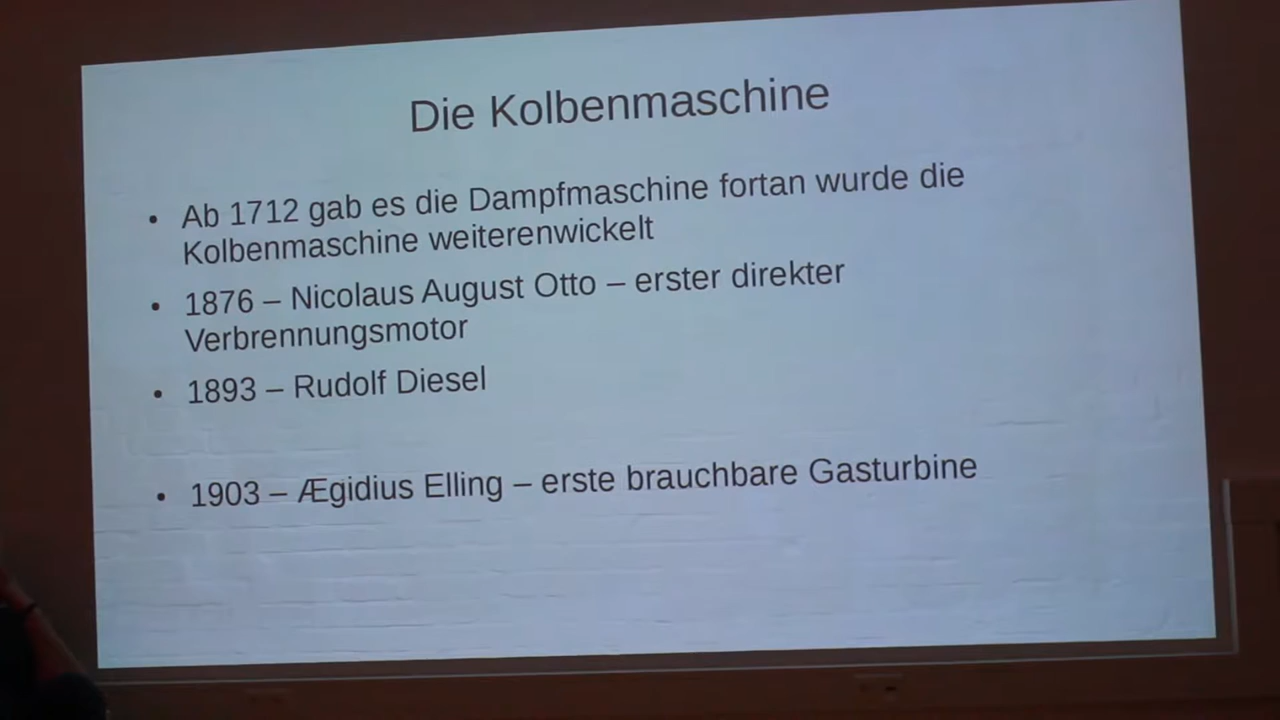 Die Kolbenmaschine
• Ab 1712 gab es die Dampfmaschine fortan wurde die
Kolbenmaschine weiterenwickelt
• 1876 – Nicolaus August Otto – erster direkter
Verbrennungsmotor
• 1893 – Rudolf Diesel
• 1903 – Ægidius Elling – erste brauchbare Gasturbine